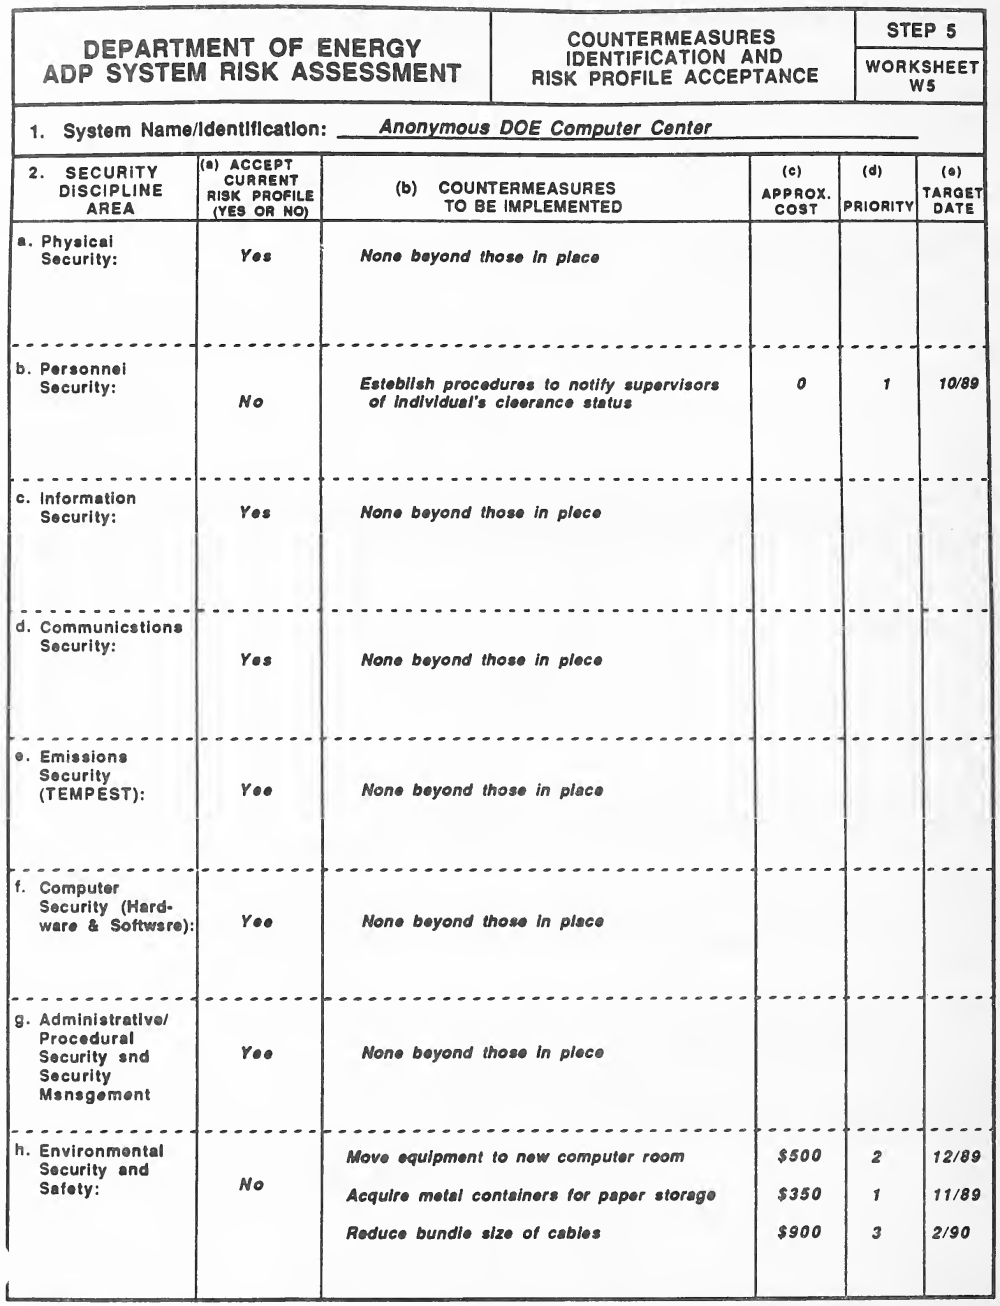 DEPARTMENT OF ENERGY
ADP SYSTEM RISK ASSESSMENT
COUNTERMEASURES
IDENTIFICATION AND
RISK PROFILE ACCEPTANCE
STEP 5
WORKSHEET
W5
1. System Name/Identification: Anonymous DOE Computer Center
2. SECURITY
DISCIPLINE
AREA
(a) ACCEPT
CURRENT
RISK PROFILE
(YES OR NO)
(b) COUNTERMEASURES
TO BE IMPLEMENTED
(c)
APPROX.
COST
(d)
PRIORITY
(e)
TARGET
DATE
a. Physical
Security:
Yes
None beyond those in place
b. Personnel
Security:
No
Establish procedures to notify supervisors
of individual's clearance status
0
1
10/89
c. Information
Security:
Yes
None beyond those in place
d. Communications
Security:
Yes
None beyond those in place
e. Emissions
Security
(TEMPEST):
Yes
None beyond those in place
f. Computer
Security (Hard-
ware & Software):
Yes
None beyond those in place
g. Administrative/
Procedural
Security and
Security
Management
Yes
None beyond those in place
h. Environmental
Security and
Safety:
No
Move equipment to new computer room
$500
2
12/89
Acquire metal containers for paper storage
$350
1
11/89
Reduce bundle size of cables
$900
3
2/90